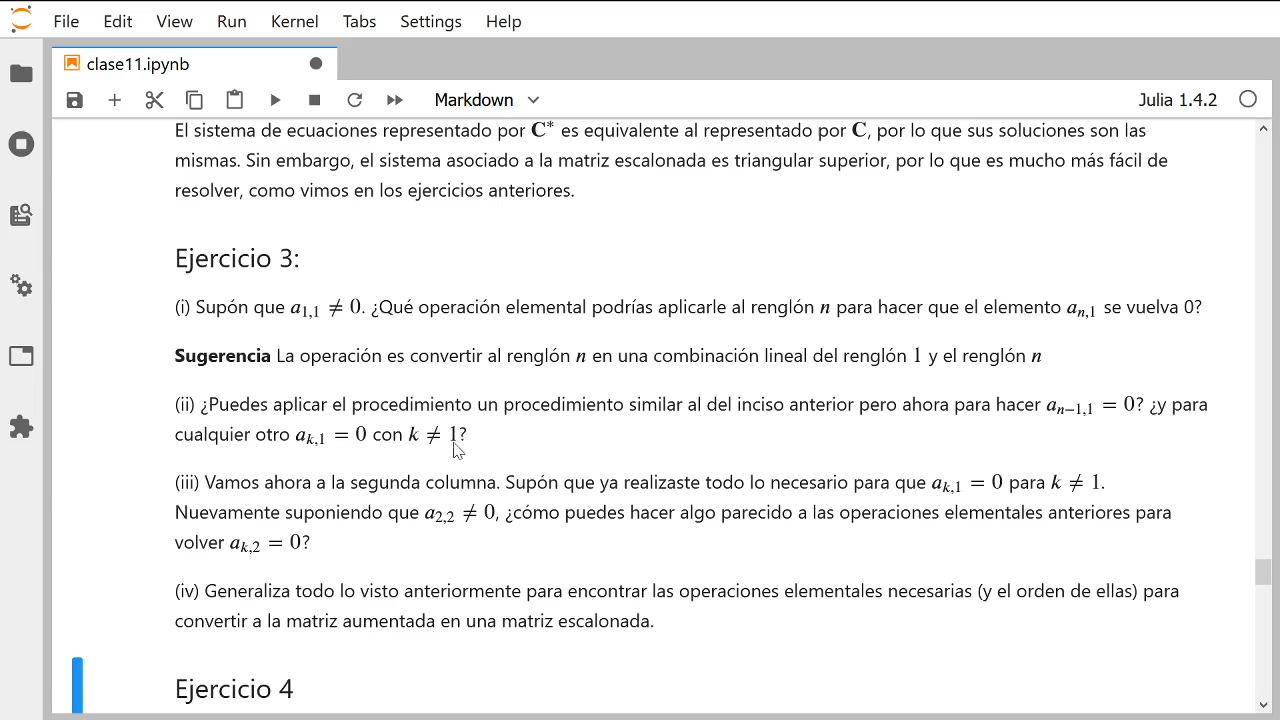 File Edit View Run Kernel Tabs Settings Help
clase11.ipynb
Markdown
Julia 1.4.2
El sistema de ecuaciones representado por C* es equivalente al representado por C, por lo que sus soluciones son las
mismas. Sin embargo, el sistema asociado a la matriz escalonada es triangular superior, por lo que es mucho más fácil de
resolver, como vimos en los ejercicios anteriores.
Ejercicio 3:
(i) Supón que a_{1,1} ≠ 0. ¿Qué operación elemental podrías aplicarle al renglón n para hacer que el elemento a_{n,1} se vuelva 0?
Sugerencia La operación es convertir al renglón n en una combinación lineal del renglón 1 y el renglón n
(ii) ¿Puedes aplicar el procedimiento un procedimiento similar al del inciso anterior pero ahora para hacer a_{n−1,1} = 0? ¿y para
cualquier otro a_{k,1} = 0 con k ≠ 1?
(iii) Vamos ahora a la segunda columna. Supón que ya realizaste todo lo necesario para que a_{k,1} = 0 para k ≠ 1.
Nuevamente suponiendo que a_{2,2} ≠ 0, ¿cómo puedes hacer algo parecido a las operaciones elementales anteriores para
volver a_{k,2} = 0?
(iv) Generaliza todo lo visto anteriormente para encontrar las operaciones elementales necesarias (y el orden de ellas) para
convertir a la matriz aumentada en una matriz escalonada.
Ejercicio 4